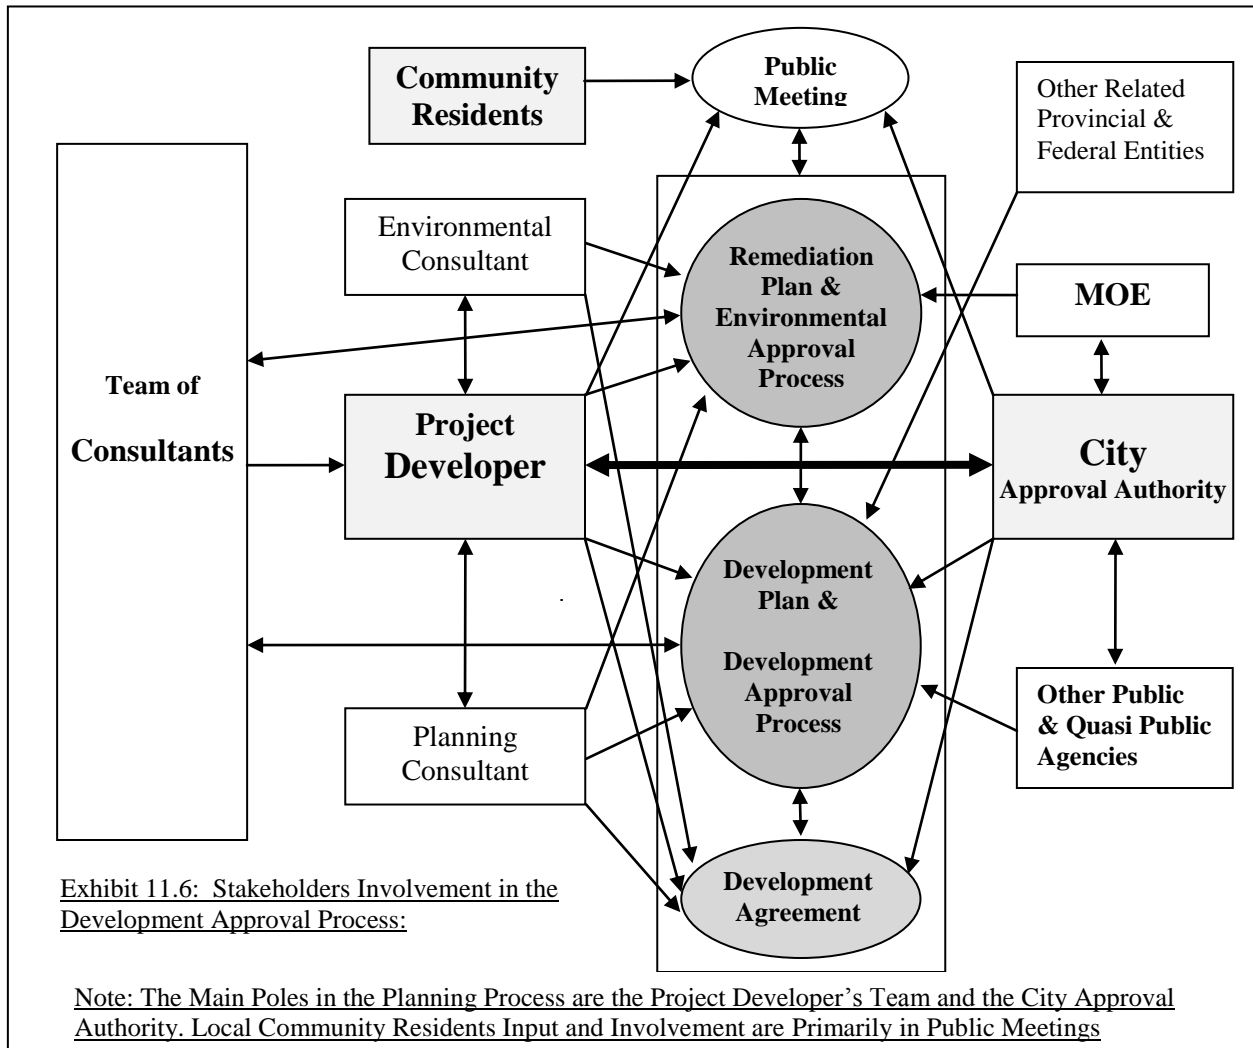 Community
Residents
Public
Meeting
Other Related
Provincial &
Federal Entities
Environmental
Consultant
Remediation
Plan &
Environmental
Approval
Process
MOE
Team of
Consultants
Project
Developer
City
Approval Authority
Development
Plan &
Development
Approval
Process
Planning
Consultant
Other Public
& Quasi Public
Agencies
Development
Agreement
Exhibit 11.6:  Stakeholders Involvement in the
Development Approval Process:
Note: The Main Poles in the Planning Process are the Project Developer’s Team and the City Approval
Authority. Local Community Residents Input and Involvement are Primarily in Public Meetings